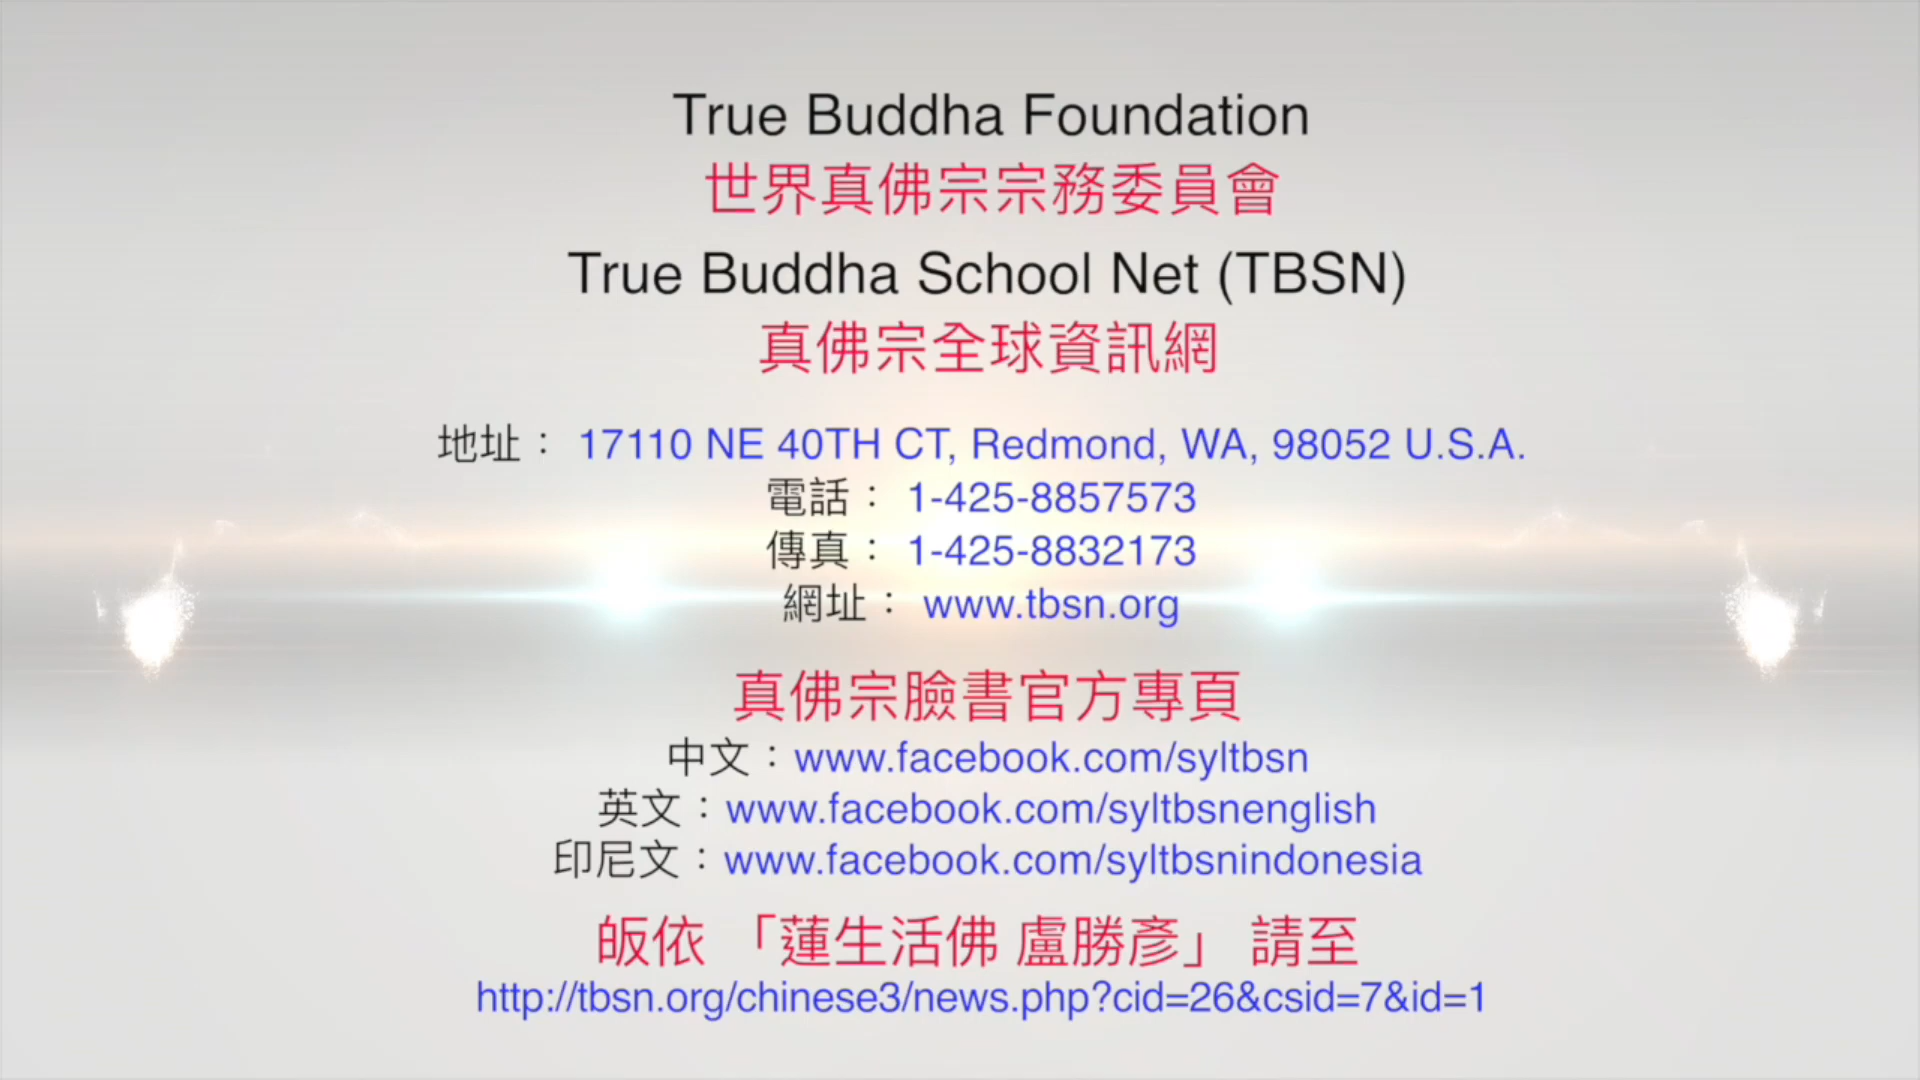 True Buddha Foundation
世界真佛宗宗務委員會
True Buddha School Net (TBSN)
真佛宗全球資訊網
地址： 17110 NE 40TH CT, Redmond, WA, 98052 U.S.A.
電話： 1-425-8857573
傳真： 1-425-8832173
網址： www.tbsn.org
真佛宗臉書官方專頁
中文：www.facebook.com/syltbsn
英文：www.facebook.com/syltbsnenglish
印尼文：www.facebook.com/syltbsnindonesia
皈依 「蓮生活佛 盧勝彥」 請至
http://tbsn.org/chinese3/news.php?cid=26&csid=7&id=1